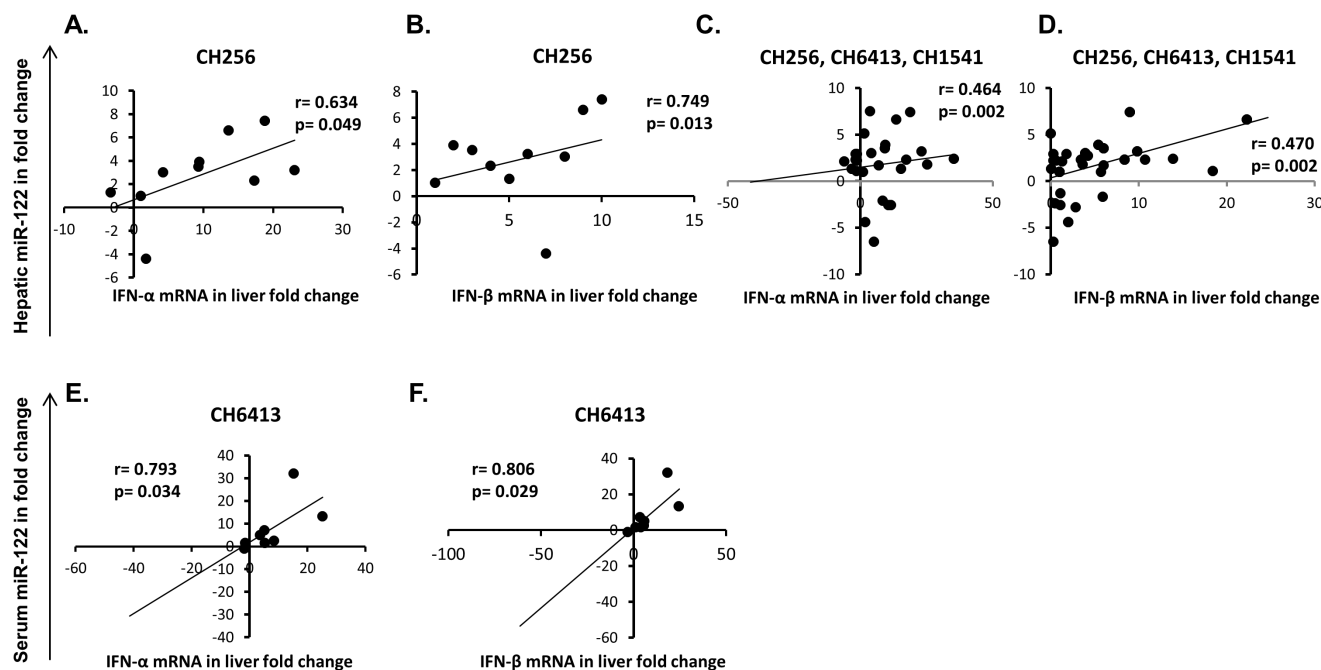 A.
CH256
r= 0.634
p= 0.049
10
8
6
4
2
0
-2
-4
-6
-10
0
10
20
30
IFN-α mRNA in liver fold change
B.
CH256
r= 0.749
p= 0.013
8
6
4
2
0
-2
-4
-6
0
5
10
15
IFN-β mRNA in liver fold change
C.
CH256, CH6413, CH1541
r= 0.464
p= 0.002
10
5
0
-5
-10
-50
0
50
IFN-α mRNA in liver fold change
D.
CH256, CH6413, CH1541
r= 0.470
p= 0.002
10
5
0
-5
-10
0
10
20
30
IFN-β mRNA in liver fold change
Hepatic miR-122 in fold change
E.
CH6413
r= 0.793
p= 0.034
40
30
20
10
0
-10
-20
-30
-40
-60
-40
-20
0
20
40
IFN-α mRNA in liver fold change
F.
CH6413
r= 0.806
p= 0.029
40
20
0
-20
-40
-60
-100
-50
0
50
IFN-β mRNA in liver fold change
Serum miR-122 in fold change